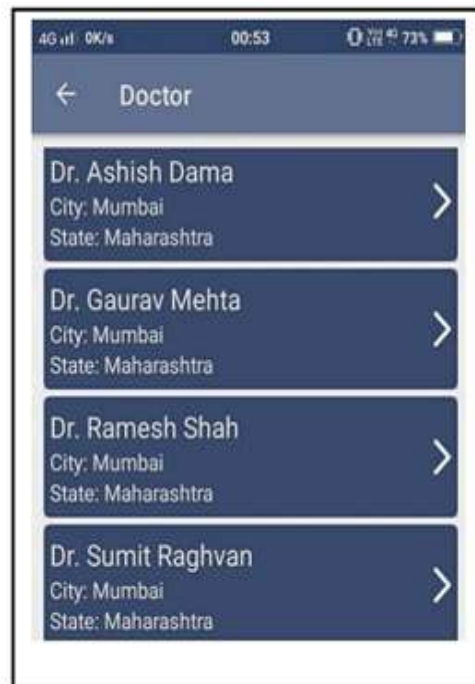 4G 0K/s 00:53 4G 73%
Doctor
Dr. Ashish Dama
City: Mumbai
State: Maharashtra
Dr. Gaurav Mehta
City: Mumbai
State: Maharashtra
Dr. Ramesh Shah
City: Mumbai
State: Maharashtra
Dr. Sumit Raghvan
City: Mumbai
State: Maharashtra